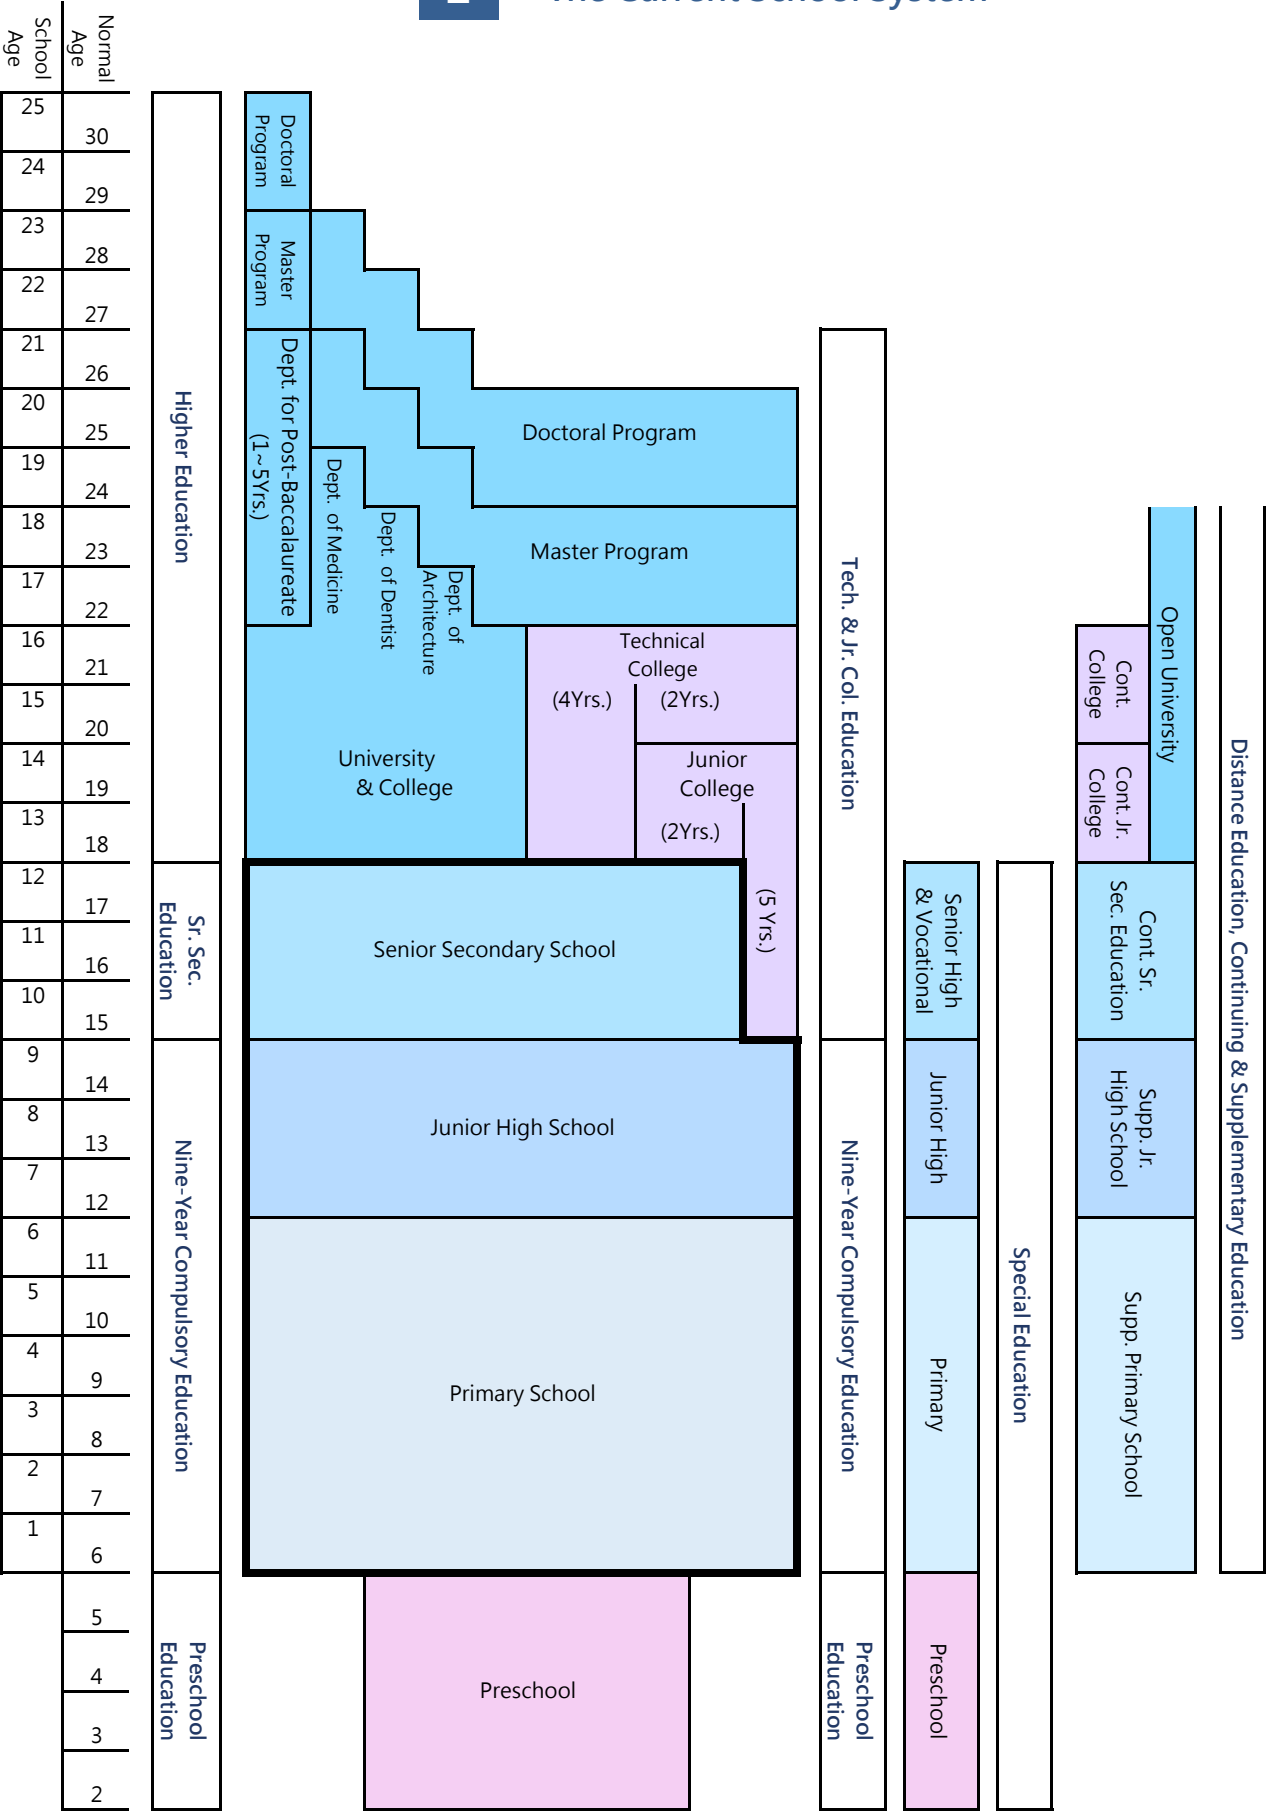 The Current School System
School
Age
Normal
Age
25
30
24
29
23
28
22
27
21
26
20
25
19
24
18
23
17
22
16
21
15
20
14
19
13
18
12
17
11
16
10
15
9
14
8
13
7
12
6
11
5
10
4
9
3
8
2
7
1
6
5
4
3
2
Higher Education
Sr. Sec.
Education
Nine-Year Compulsory Education
Preschool
Education
Doctoral
Program
Master
Program
Dept. for Post-Baccalaureate
(1~5Yrs.)
Dept. of Medicine
Dept. of Dentist
Dept. of
Architecture
Doctoral Program
Master Program
University
& College
Technical
College
(4Yrs.)
(2Yrs.)
Junior
College
(2Yrs.)
(5 Yrs.)
Senior Secondary School
Junior High School
Primary School
Preschool
Tech. & Jr. Col. Education
Nine-Year Compulsory Education
Preschool
Education
Senior High
& Vocational
Junior High
Primary
Preschool
Special Education
Open University
Cont.
College
Cont. Jr.
College
Cont. Sr.
Sec. Education
Supp. Jr.
High School
Supp. Primary School
Distance Education, Continuing & Supplementary Education